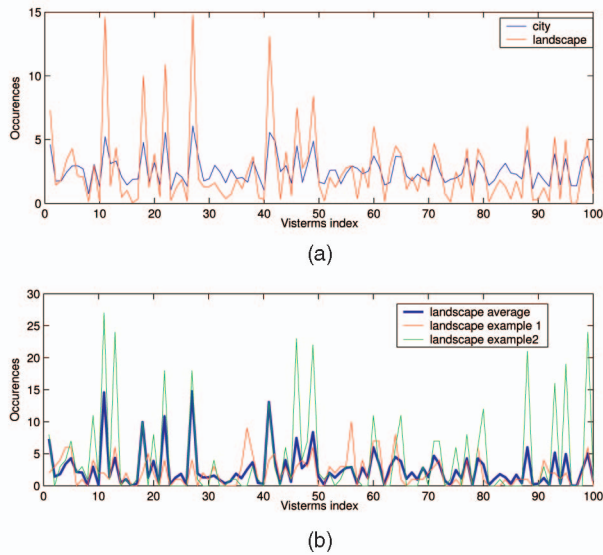 15
10
5
0
Occurences
city
landscape
0 10 20 30 40 50 60 70 80 90 100
Visterms index
(a)
30
25
20
15
10
5
0
Occurences
landscape average
landscape example 1
landscape example2
0 10 20 30 40 50 60 70 80 90 100
Visterms index
(b)